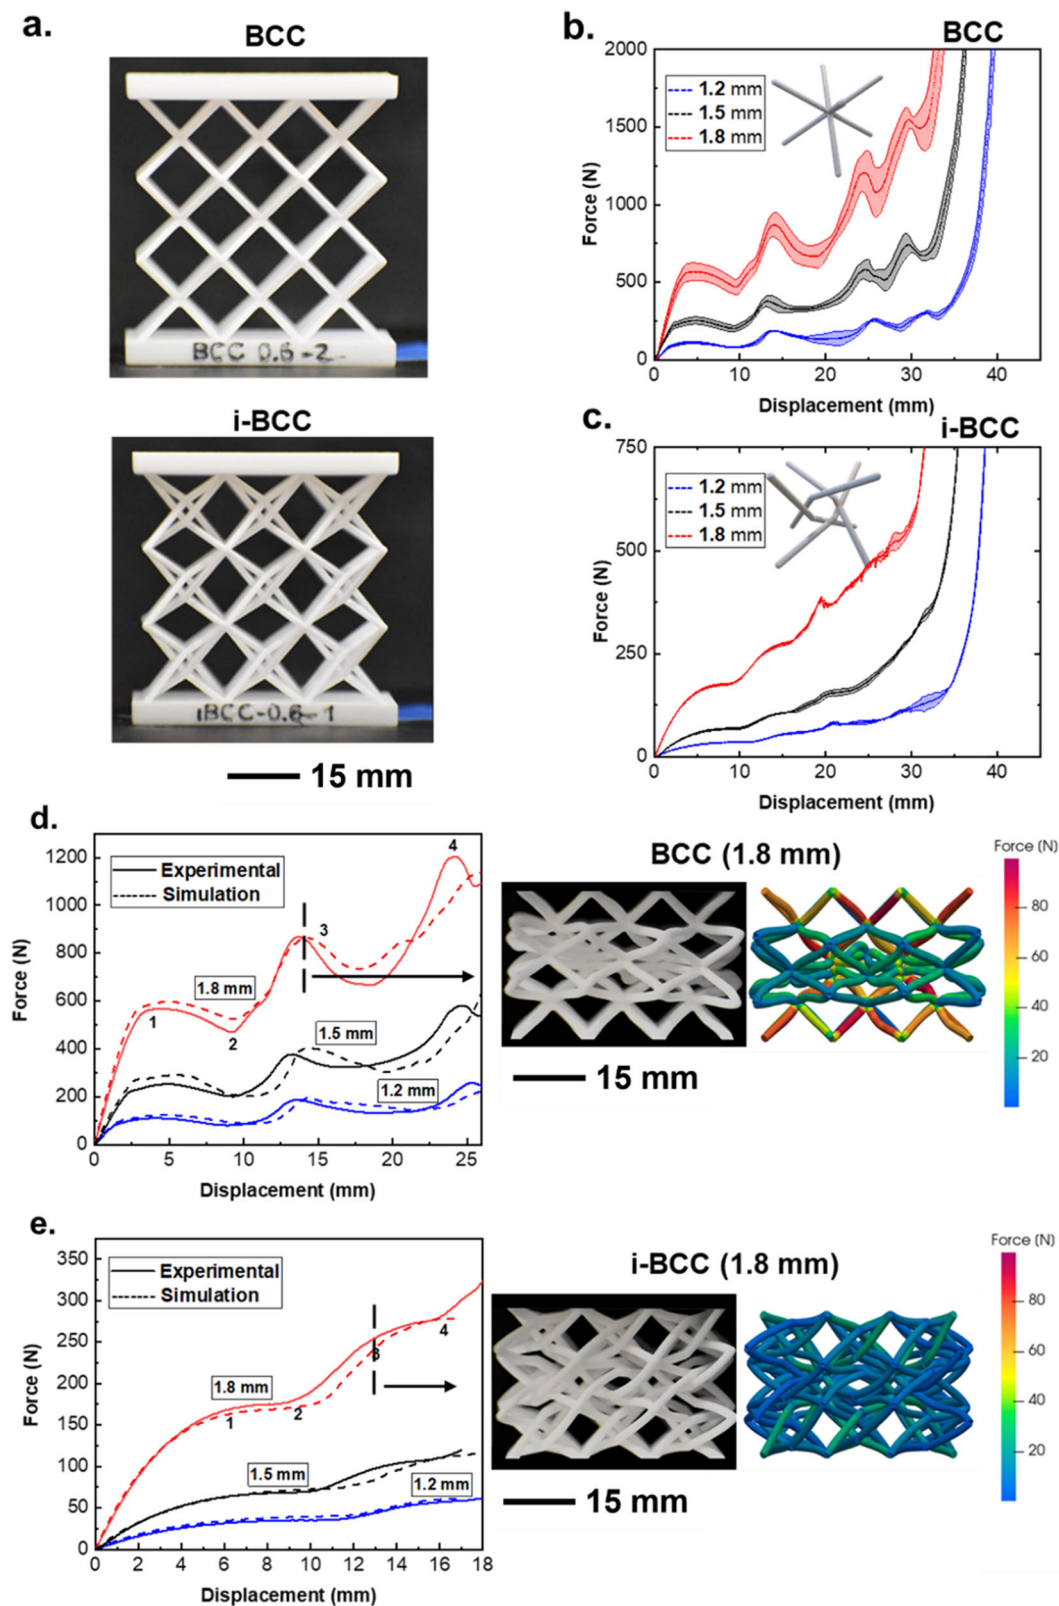 a.
BCC
BCC 0.6-2
i-BCC
iBCC-0.6-1
15 mm
b.
BCC
2000
1500
1000
500
0
Force (N)
1.2 mm
1.5 mm
1.8 mm
0 10 20 30 40
Displacement (mm)
c.
i-BCC
750
500
250
0
Force (N)
1.2 mm
1.5 mm
1.8 mm
0 10 20 30 40
Displacement (mm)
d.
1200
1000
800
600
400
200
0
Force (N)
Experimental
Simulation
1
2
3
4
1.8 mm
1.5 mm
1.2 mm
0 5 10 15 20 25
Displacement (mm)
BCC (1.8 mm)
15 mm
Force (N)
80
60
40
20
e.
350
300
250
200
150
100
50
0
Force (N)
Experimental
Simulation
1
2
3
4
1.8 mm
1.5 mm
1.2 mm
0 2 4 6 8 10 12 14 16 18
Displacement (mm)
i-BCC (1.8 mm)
15 mm
Force (N)
80
60
40
20